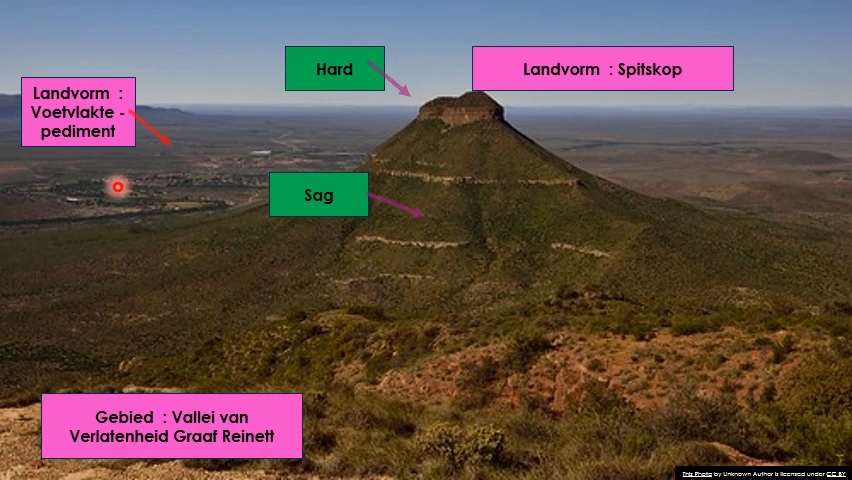 Hard
Landvorm : Spitskop
Landvorm :
Voetvlakte -
pediment
Sag
Gebied : Vallei van
Verlatenheid Graaf Reinett
This Photo by Unknown Author is licensed under CC BY